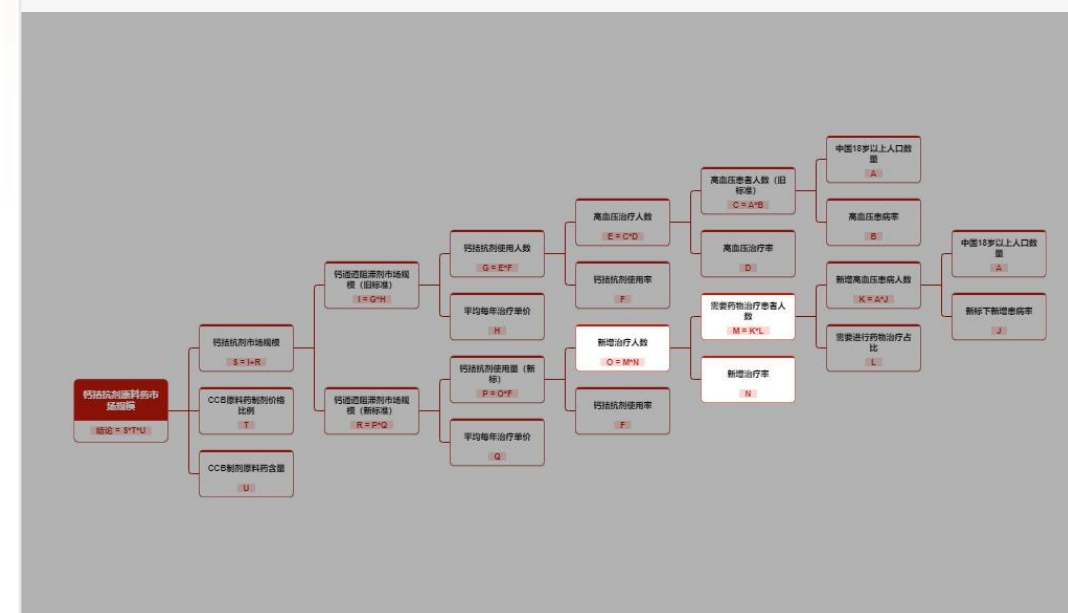 中国18岁以上人口数
量
A
高血压患者人数（旧
标准）
C = A*B
高血压患病率
B
高血压治疗人数
E = C*D
高血压治疗率
D
中国18岁以上人口数
量
A
钙拮抗剂使用人数
G = E*F
钙拮抗剂使用率
F
新增高血压患病人数
K = A*J
钙通道阻滞剂市场规
模（旧标准）
I = G*H
平均每年治疗单价
H
需要药物治疗患者人
数
M = K*L
新标下新增患病率
J
钙拮抗剂市场规模
S = I+R
新增治疗人数
O = M*N
需要进行药物治疗占
比
L
钙拮抗剂使用量（新
标）
P = O*F
新增治疗率
N
钙拮抗剂原料药市
场规模
结论 = S*T*U
CCB原料药制剂价格
比例
T
钙通道阻滞剂市场规
模（新标准）
R = P*Q
钙拮抗剂使用率
F
平均每年治疗单价
Q
CCB制剂原料药含量
U